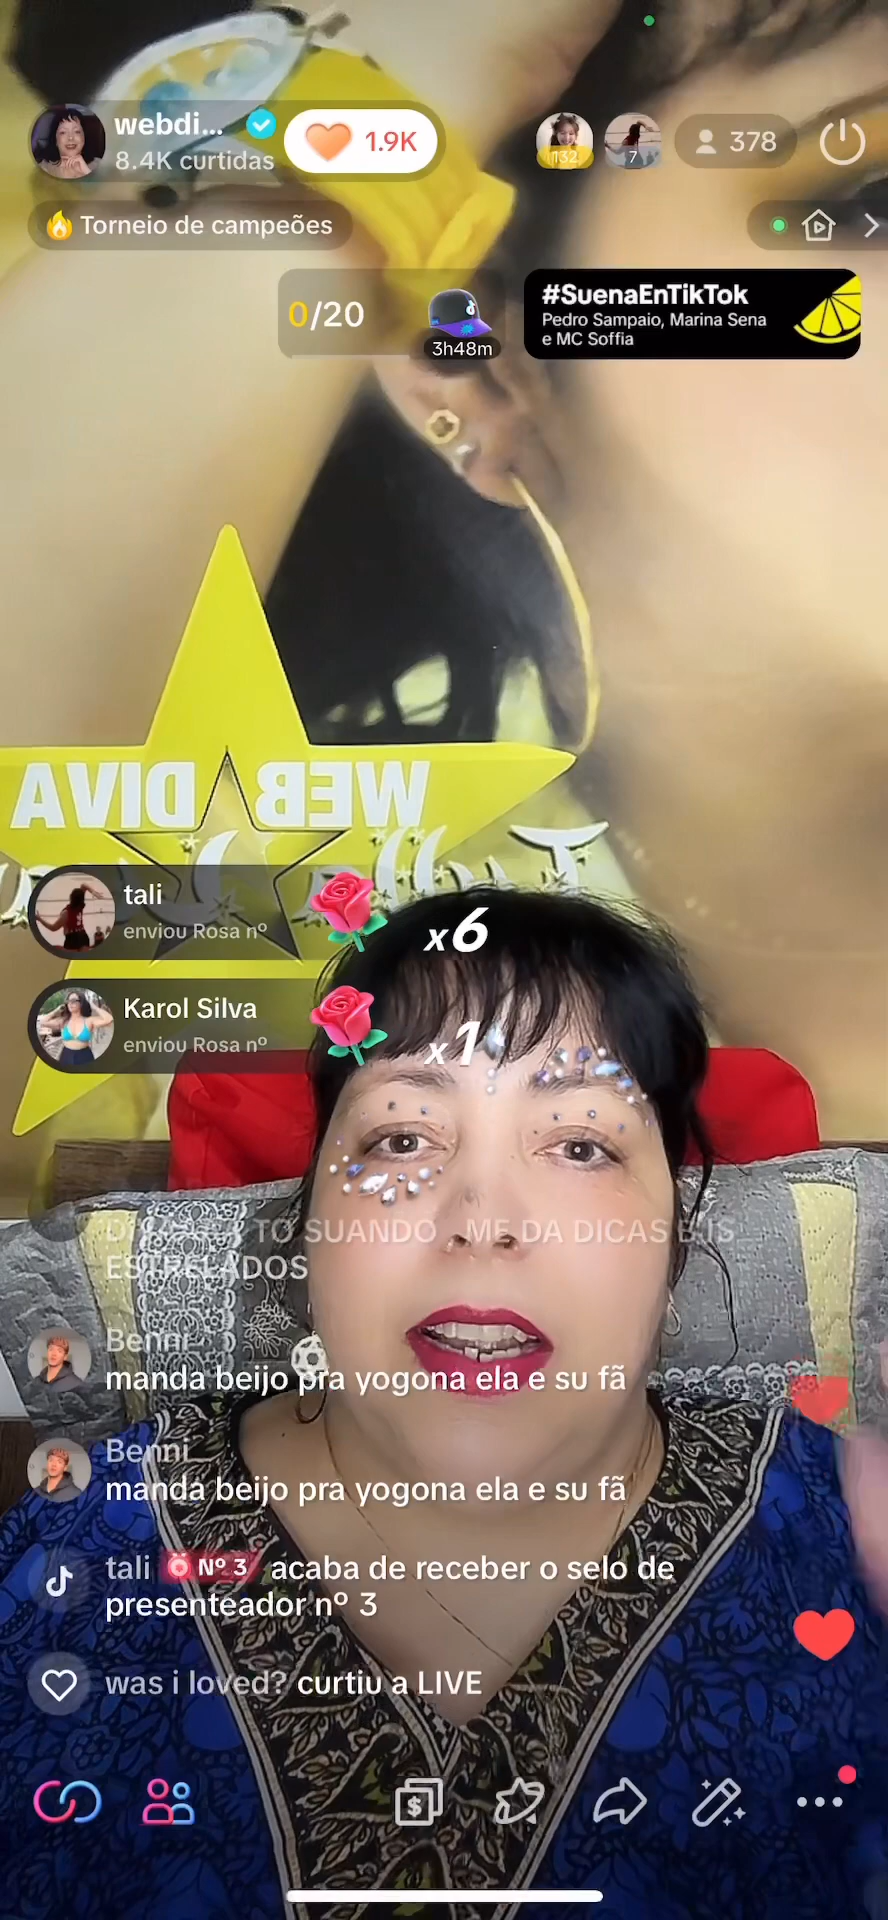 webdi...
8.4K curtidas
1.9K
132
7
378
Torneio de campeões
0/20
3h48m
#SuenaEnTikTok
Pedro Sampaio, Marina Sena
e MC Soffia
WEB DIVA
tali
enviou Rosa nº
x6
Karol Silva
enviou Rosa nº
x1
TO SUANDO , ME DA DICAS
ESTRELADOS
Benni
manda beijo pra yogona ela e su fã
Benni
manda beijo pra yogona ela e su fã
tali Nº 3 acaba de receber o selo de
presenteador nº 3
was i loved? curtiu a LIVE